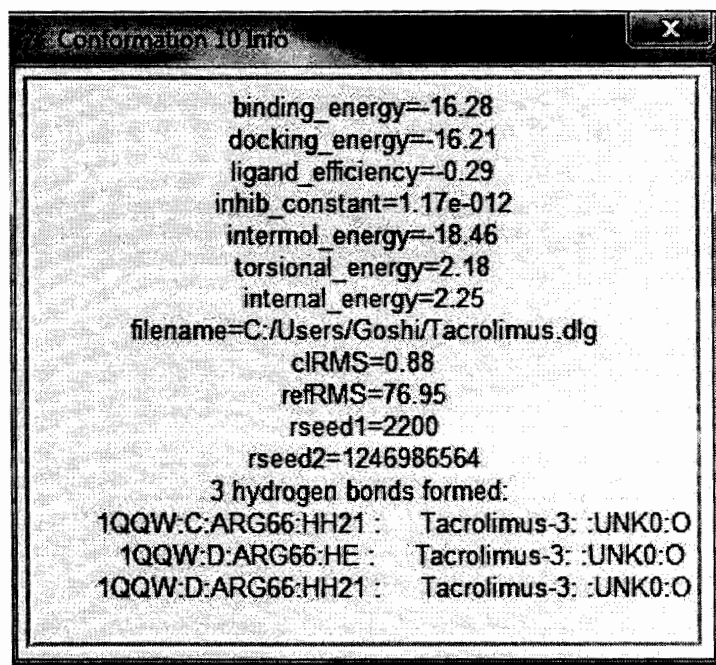 Conformation 10 Info
X
binding_energy=-16.28
docking_energy=-16.21
ligand_efficiency=-0.29
inhib_constant=1.17e-012
intermol_energy=-18.46
torsional_energy=2.18
internal_energy=2.25
filename=C:/Users/Goshi/Tacrolimus.dlg
clRMS=0.88
refRMS=76.95
rseed1=2200
rseed2=1246986564
3 hydrogen bonds formed:
1QQW:C:ARG66:HH21 : Tacrolimus-3: :UNK0:O
1QQW:D:ARG66:HE : Tacrolimus-3: :UNK0:O
1QQW:D:ARG66:HH21 : Tacrolimus-3: :UNK0:O